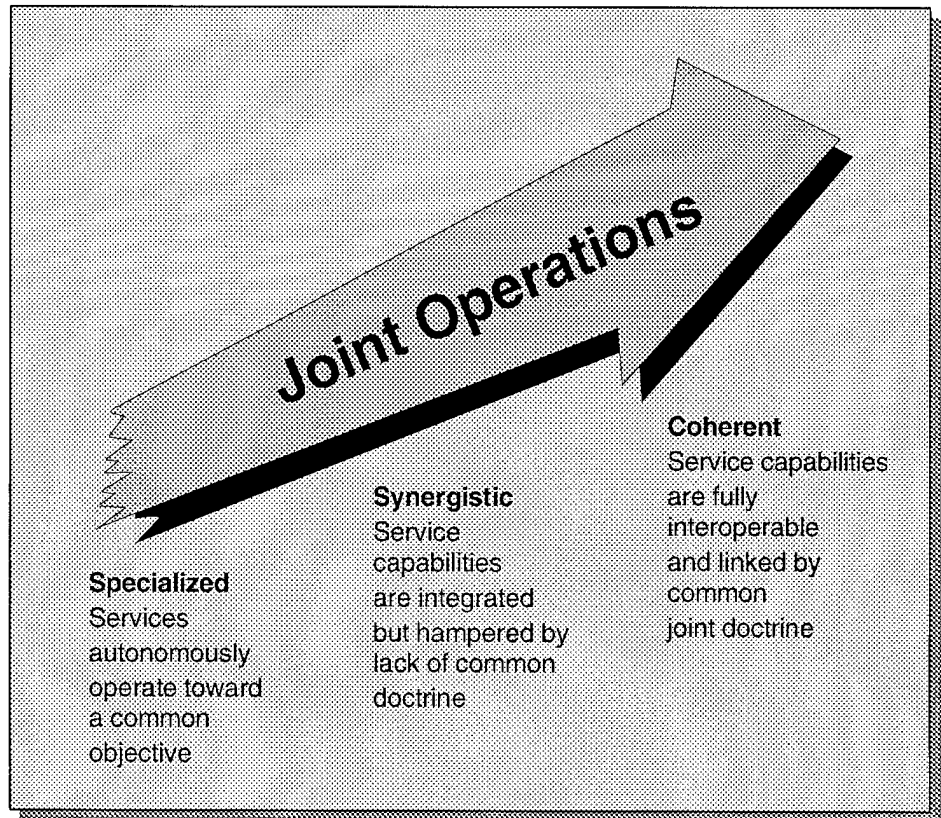 Joint Operations
Specialized
Services
autonomously
operate toward
a common
objective
Synergistic
Service
capabilities
are integrated
but hampered by
lack of common
doctrine
Coherent
Service capabilities
are fully
interoperable
and linked by
common
joint doctrine